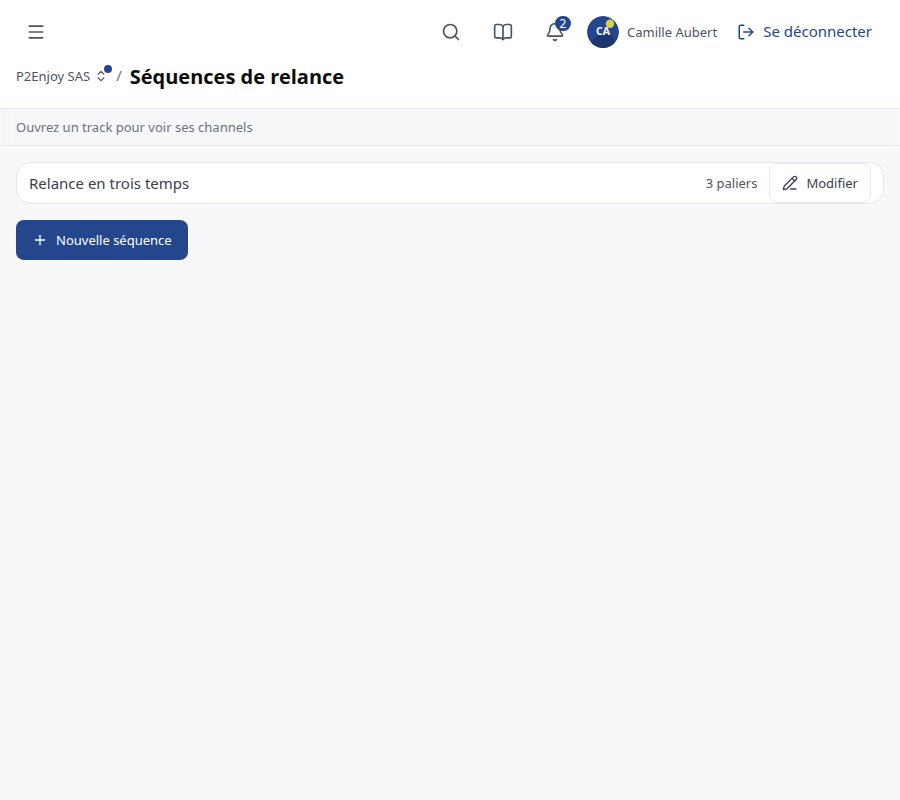 2
CA
Camille Aubert
Se déconnecter
P2Enjoy SAS / Séquences de relance
Ouvrez un track pour voir ses channels
Relance en trois temps
3 paliers
Modifier
Nouvelle séquence